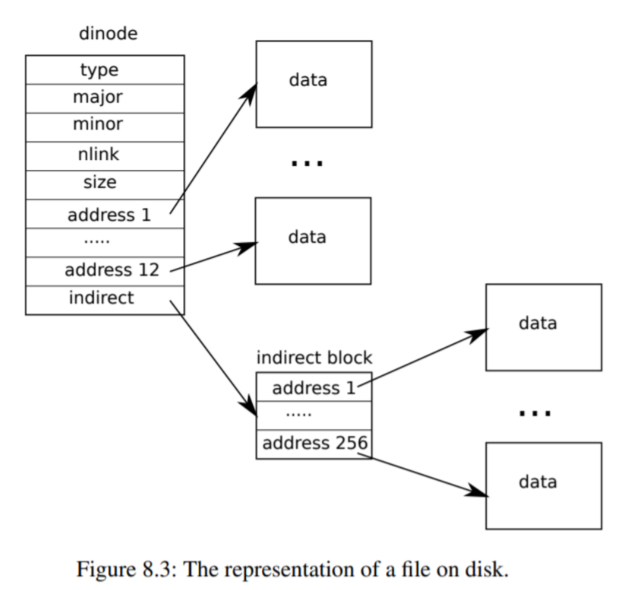 dinode
type
major
minor
nlink
size
address 1
.....
address 12
indirect
data
...
data
indirect block
address 1
.....
address 256
data
...
data
Figure 8.3: The representation of a file on disk.